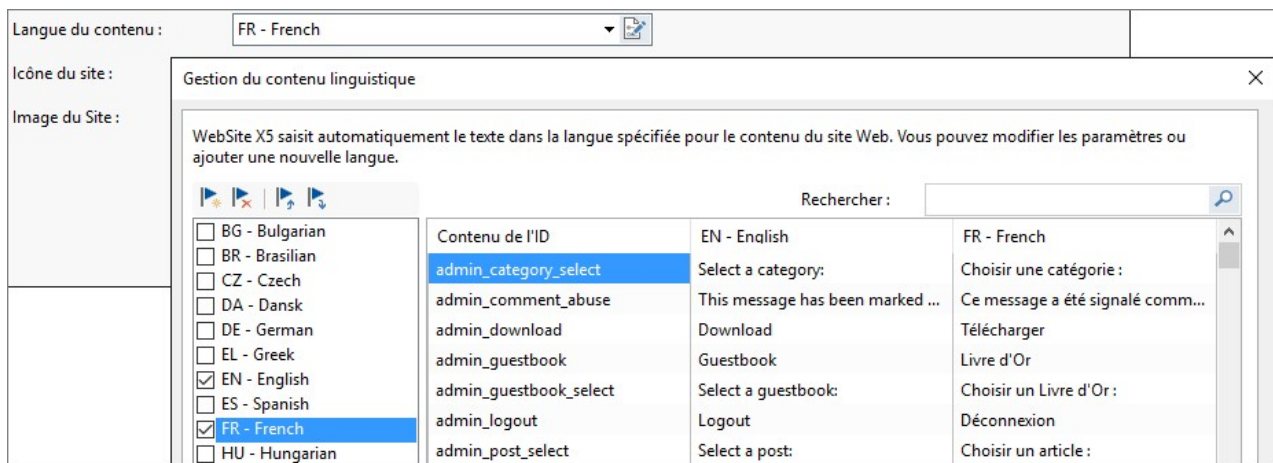 Langue du contenu :
FR - French
Icône du site :
Gestion du contenu linguistique
Image du Site :
WebSite X5 saisit automatiquement le texte dans la langue spécifiée pour le contenu du site Web. Vous pouvez modifier les paramètres ou
ajouter une nouvelle langue.
Rechercher :
BG - Bulgarian
BR - Brasilian
CZ - Czech
DA - Dansk
DE - German
EL - Greek
EN - English
ES - Spanish
FR - French
HU - Hungarian
Contenu de l'ID EN - English FR - French
admin_category_select Select a category: Choisir une catégorie :
admin_comment_abuse This message has been marked ... Ce message a été signalé comm...
admin_download Download Télécharger
admin_guestbook Guestbook Livre d'Or
admin_guestbook_select Select a guestbook: Choisir un Livre d'Or :
admin_logout Logout Déconnexion
admin_post_select Select a post: Choisir un article :